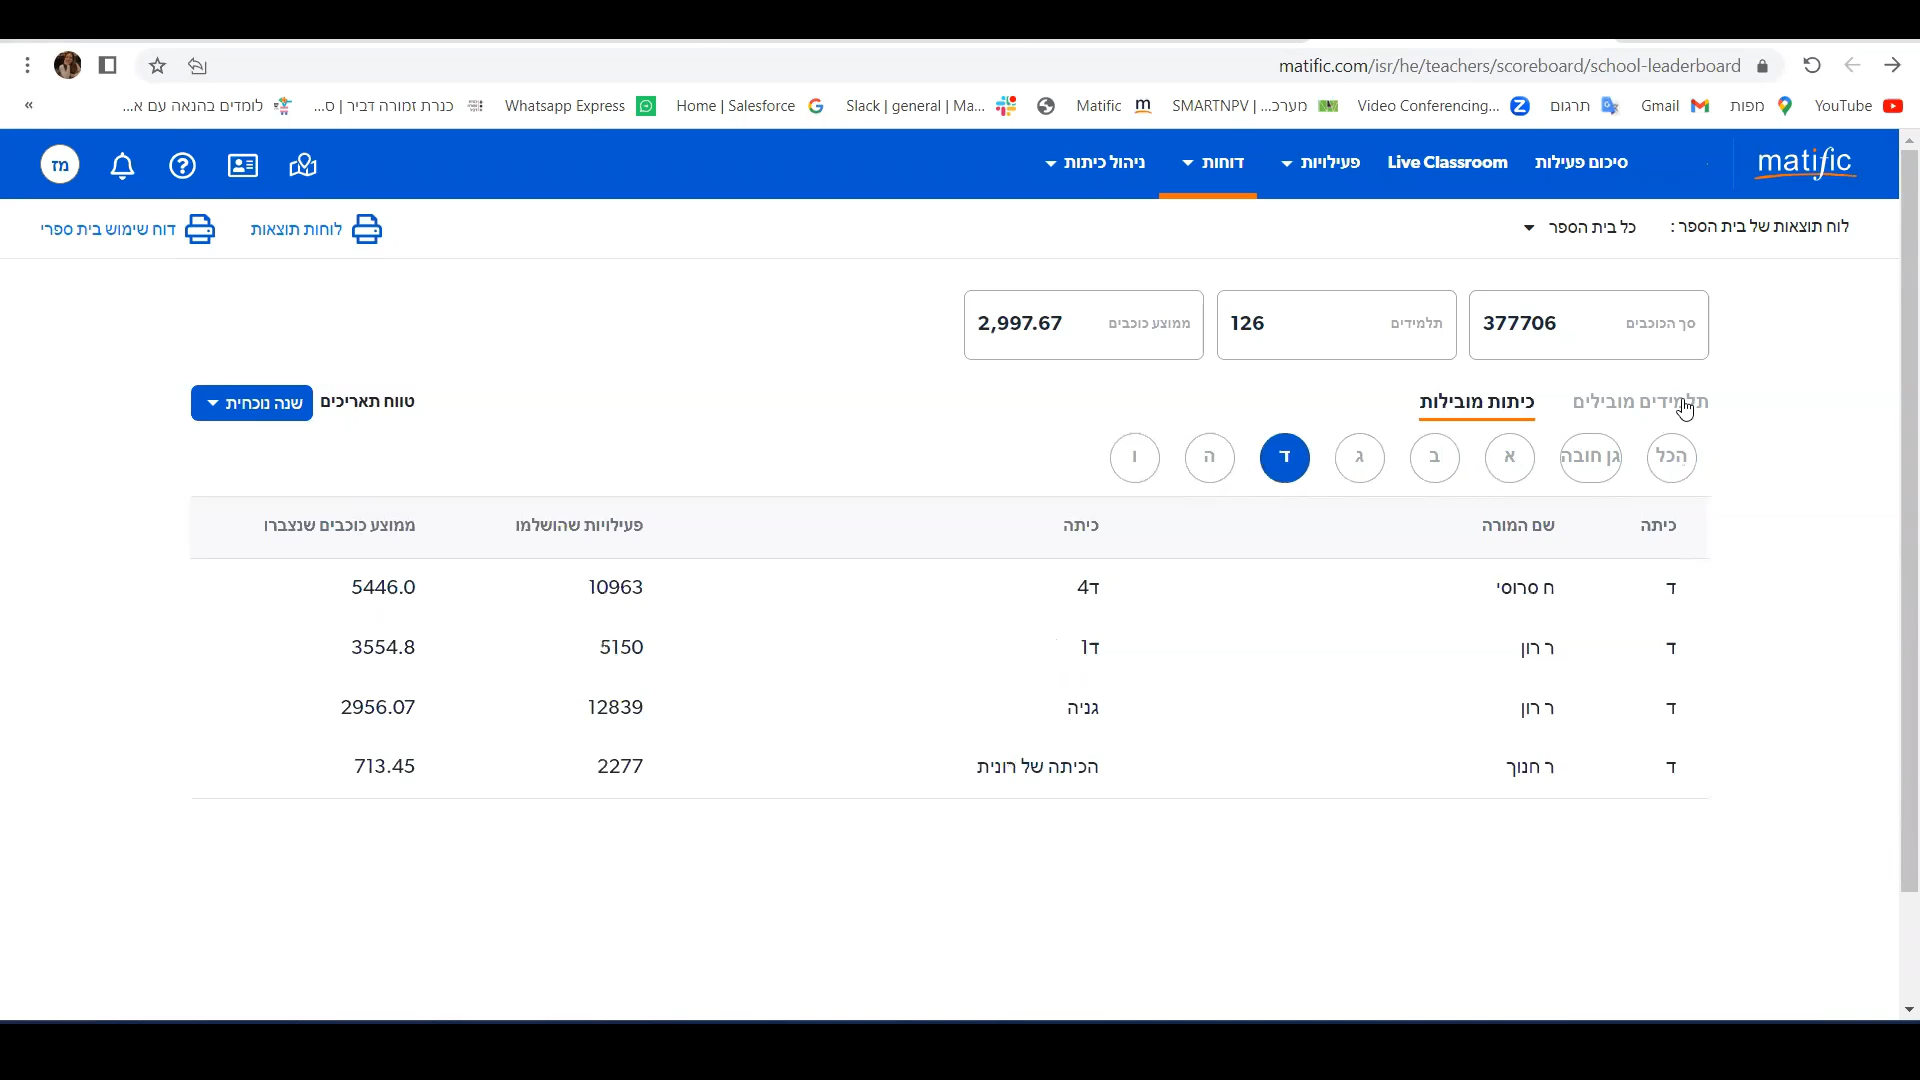 matific.com/isr/he/teachers/scoreboard/school-leaderboard
YouTube
מפות
Gmail
תרגום
Video Conferencing...
SMARTNPV | מערכ...
Matific
Slack | general | Ma...
Home | Salesforce
Whatsapp Express
כנרת זמורה דביר | ס...
לומדים בהנאה עם א...
»
matific
סיכום פעילות
Live Classroom
פעילויות
דוחות
ניהול כיתות
מז
לוח תוצאות של בית הספר :
כל בית הספר
לוחות תוצאות
דוח שימוש בית ספרי
סך הכוכבים 377706
תלמידים 126
ממוצע כוכבים 2,997.67
תלמידים מובילים
כיתות מובילות
טווח תאריכים
שנה נוכחית
הכל
גן חובה
א
ב
ג
ד
ה
ו
כיתה שם המורה כיתה פעילויות שהושלמו ממוצע כוכבים שנצברו
ד ח סרוסי ד4 10963 5446.0
ד ר רון ד1 5150 3554.8
ד ר רון גניה 12839 2956.07
ד ר חנוך הכיתה של רונית 2277 713.45